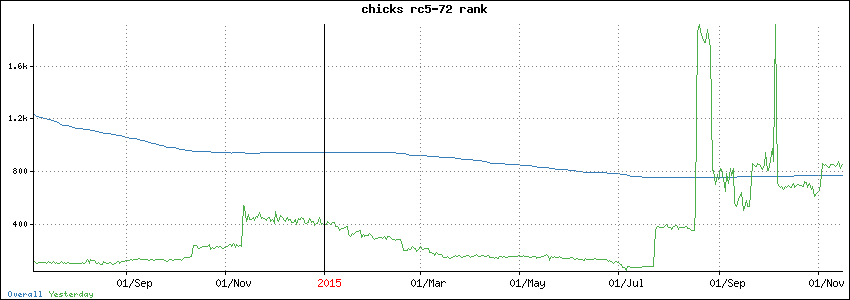 chicks rc5-72 rank
1.6k
1.2k
800
400
01/Sep 01/Nov 2015 01/Mar 01/May 01/Jul 01/Sep 01/Nov
Overall Yesterday